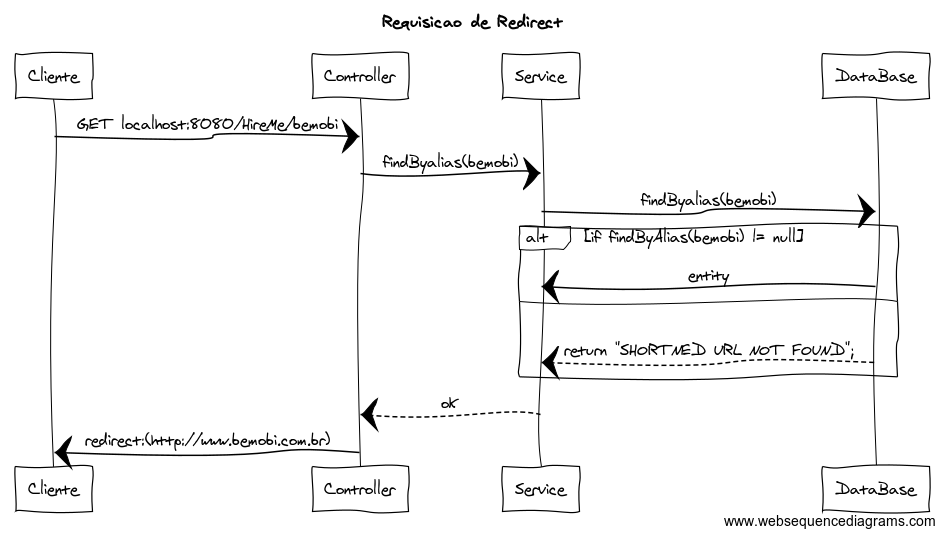 Requisicao de Redirect
Cliente
Controller
Service
DataBase
GET localhost:8080/HireMe/bemobi
findByalias(bemobi)
findByalias(bemobi)
alt
[if findByAlias(bemobi) != null]
entity
return "SHORTNED URL NOT FOUND";
ok
redirect:(http://www.bemobi.com.br)
Cliente
Controller
Service
DataBase
www.websequencediagrams.com